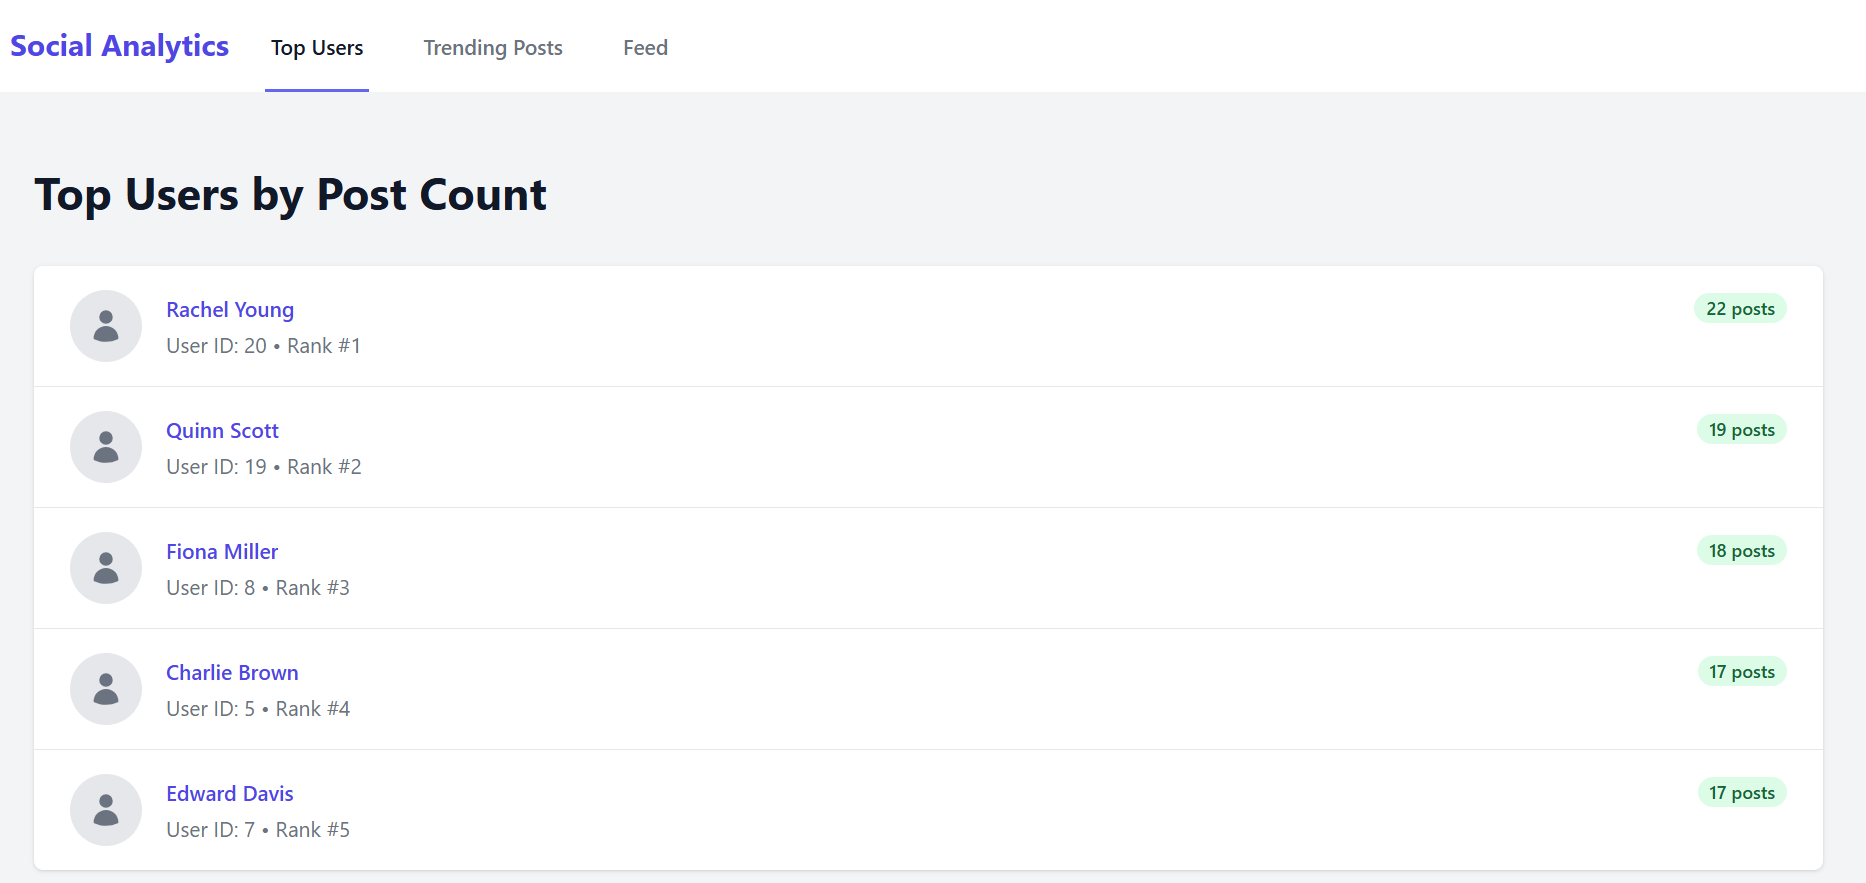 Social Analytics
Top Users
Trending Posts
Feed
Top Users by Post Count
Rachel Young
22 posts
User ID: 20 • Rank #1
Quinn Scott
19 posts
User ID: 19 • Rank #2
Fiona Miller
18 posts
User ID: 8 • Rank #3
Charlie Brown
17 posts
User ID: 5 • Rank #4
Edward Davis
17 posts
User ID: 7 • Rank #5